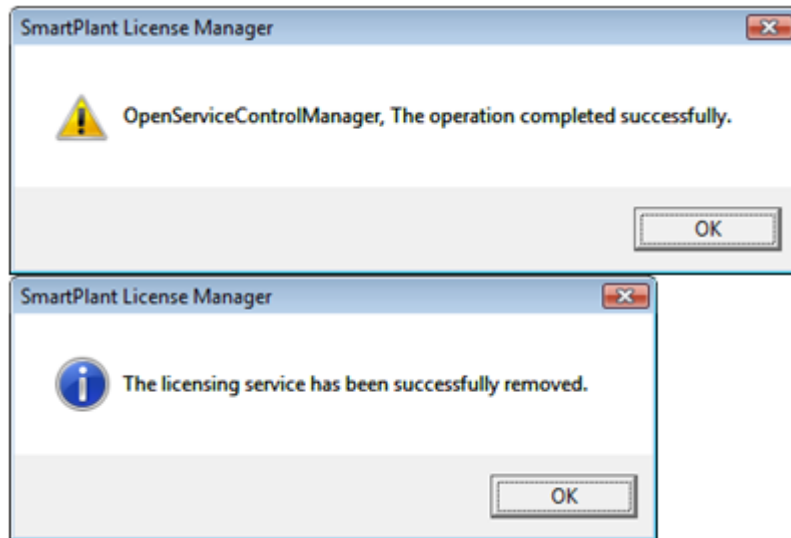 SmartPlant License Manager
OpenServiceControlManager, The operation completed successfully.
OK
SmartPlant License Manager
The licensing service has been successfully removed.
OK